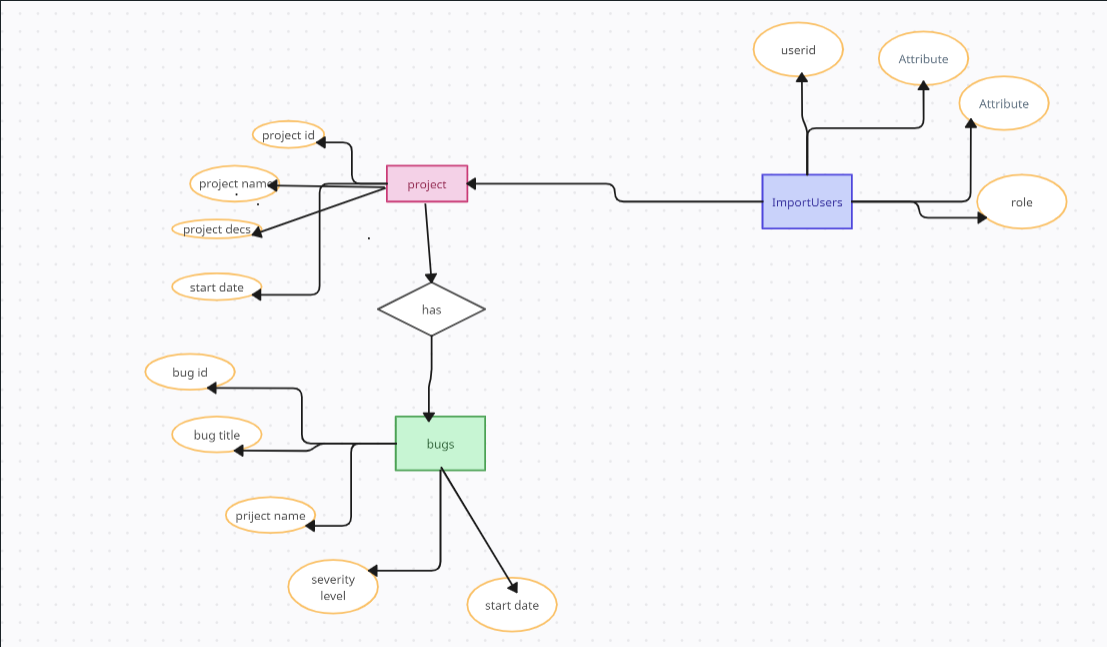 userid
Attribute
Attribute
project id
project name
project
ImportUsers
role
project decs
start date
has
bug id
bug title
bugs
priject name
severity
level
start date